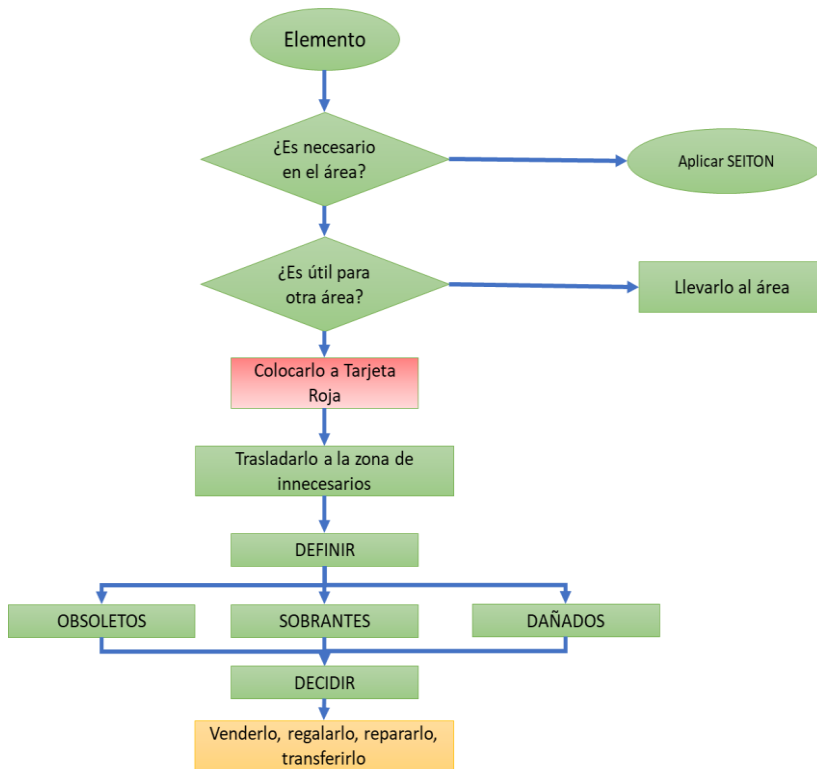 Elemento
¿Es necesario
en el área?
Aplicar SEITON
¿Es útil para
otra área?
Llevarlo al área
Colocarlo a Tarjeta
Roja
Trasladarlo a la zona de
innecesarios
DEFINIR
OBSOLETOS
SOBRANTES
DAÑADOS
DECIDIR
Venderlo, regalarlo, repararlo,
transferirlo